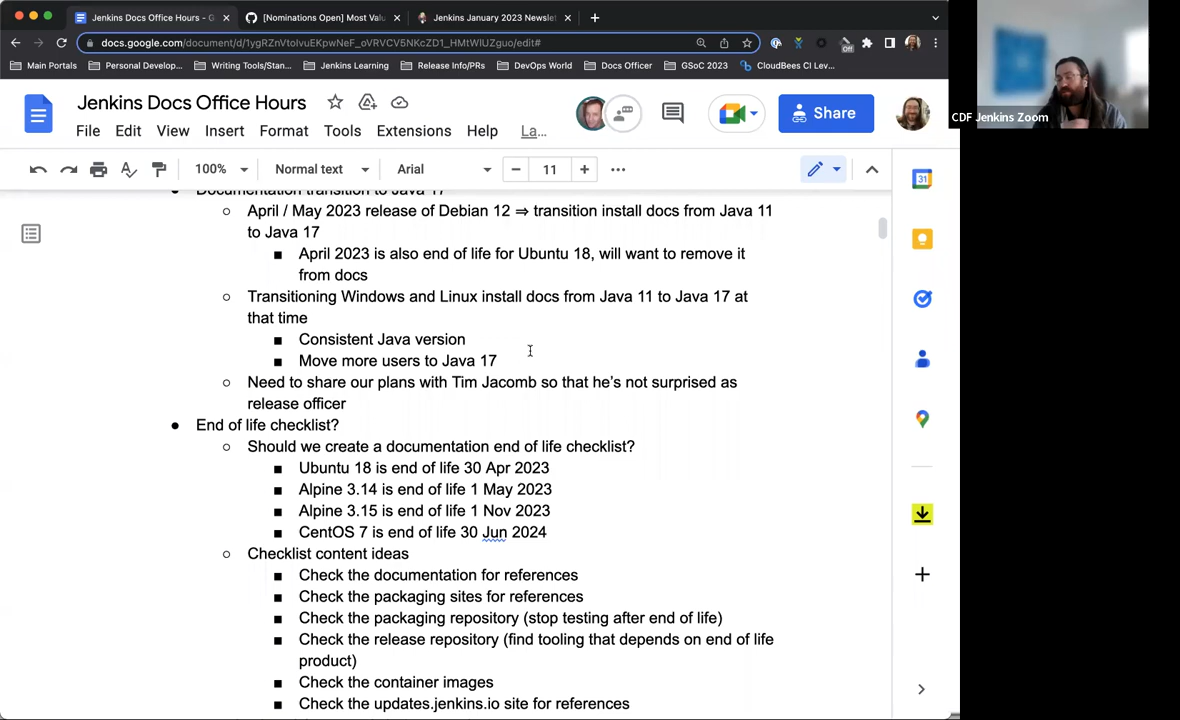 Jenkins Docs Office Hours - G
[Nominations Open] Most Valu
Jenkins January 2023 Newslet
docs.google.com/document/d/1ygRZnVtoIvuEKpwNeF_oVRVCV5NKcZD1_HMtWIUZguo/edit#
Off
Main Portals
Personal Develop...
Writing Tools/Stan...
Jenkins Learning
Release Info/PRs
DevOps World
Docs Officer
GSoC 2023
CloudBees CI Lev...
CDF Jenkins Zoom
Jenkins Docs Office Hours
Share
File Edit View Insert Format Tools Extensions Help La...
100% Normal text Arial 11
31
Documentation transition to Java 17
April / May 2023 release of Debian 12 ⇒ transition install docs from Java 11
to Java 17
April 2023 is also end of life for Ubuntu 18, will want to remove it
from docs
Transitioning Windows and Linux install docs from Java 11 to Java 17 at
that time
Consistent Java version
Move more users to Java 17
Need to share our plans with Tim Jacomb so that he's not surprised as
release officer
End of life checklist?
Should we create a documentation end of life checklist?
Ubuntu 18 is end of life 30 Apr 2023
Alpine 3.14 is end of life 1 May 2023
Alpine 3.15 is end of life 1 Nov 2023
CentOS 7 is end of life 30 Jun 2024
Checklist content ideas
Check the documentation for references
Check the packaging sites for references
Check the packaging repository (stop testing after end of life)
Check the release repository (find tooling that depends on end of life
product)
Check the container images
Check the updates.jenkins.io site for references